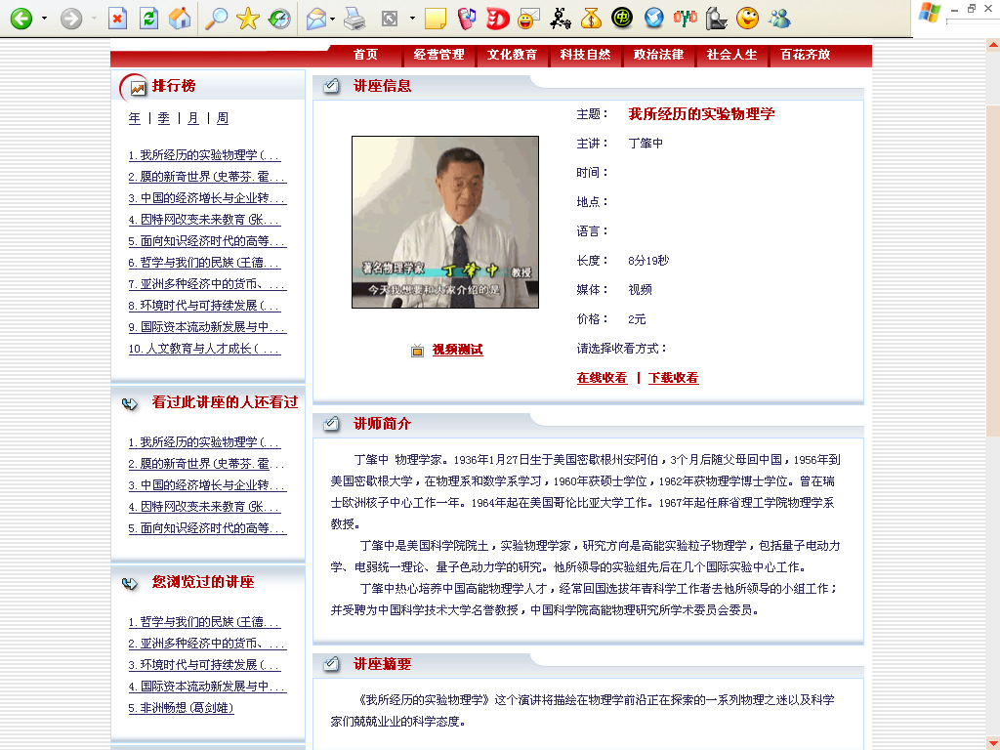 首页 经营管理 文化教育 科技自然 政治法律 社会人生 百花齐放
排行榜
年 | 季 | 月 | 周
1. 我所经历的实验物理学(...
2. 膜的新奇世界(史蒂芬.霍...
3. 中国的经济增长与企业转...
4. 因特网改变未来教育(张...
5. 面向知识经济时代的高等...
6. 哲学与我们的民族(王德...
7. 亚洲多种经济中的货币、...
8. 环境时代与可持续发展(...
9. 国际资本流动新发展与中...
10. 人文教育与人才成长(...
看过此讲座的人还看过
1. 我所经历的实验物理学(...
2. 膜的新奇世界(史蒂芬.霍...
3. 中国的经济增长与企业转...
4. 因特网改变未来教育(张...
5. 面向知识经济时代的高等...
您浏览过的讲座
1. 哲学与我们的民族(王德...
2. 亚洲多种经济中的货币、...
3. 环境时代与可持续发展(...
4. 国际资本流动新发展与中...
5. 非洲畅想(葛剑雄)
讲座信息
著名物理学家 丁肇中 教授
今天我想要和大家介绍的是
视频测试
主题： 我所经历的实验物理学
主讲： 丁肇中
时间：
地点：
语言：
长度： 8分19秒
媒体： 视频
价格： 2元
请选择收看方式：
在线收看 | 下载收看
讲师简介
丁肇中 物理学家。1936年1月27日生于美国密歇根州安阿伯，3个月后随父母回中国，1956年到
美国密歇根大学，在物理系和数学系学习，1960年获硕士学位，1962年获物理学博士学位。曾在瑞
士欧洲核子中心工作一年。1964年起在美国哥伦比亚大学工作。1967年起任麻省理工学院物理学系
教授。
丁肇中是美国科学院院士，实验物理学家，研究方向是高能实验粒子物理学，包括量子电动力
学、电弱统一理论、量子色动力学的研究。他所领导的实验组先后在几个国际实验中心工作。
丁肇中热心培养中国高能物理学人才，经常回国选拔年青科学工作者去他所领导的小组工作；
并受聘为中国科学技术大学名誉教授，中国科学院高能物理研究所学术委员会委员。
讲座摘要
《我所经历的实验物理学》这个演讲将描绘在物理学前沿正在探索的一系列物理之迷以及科学
家们兢兢业业的科学态度。